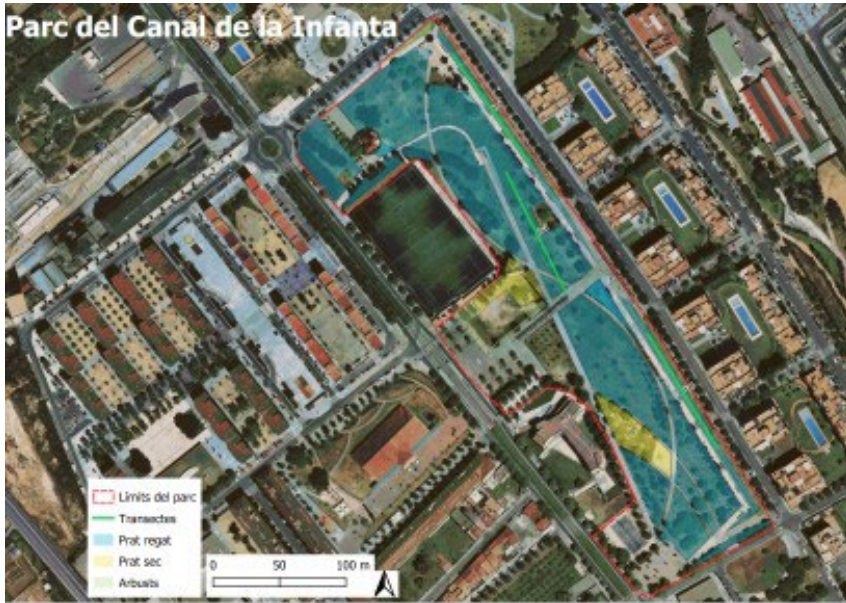 Parc del Canal de la Infanta
Límits del parc
Transectes
Prat regat
Prat sec
Arbusts
0 50 100 m